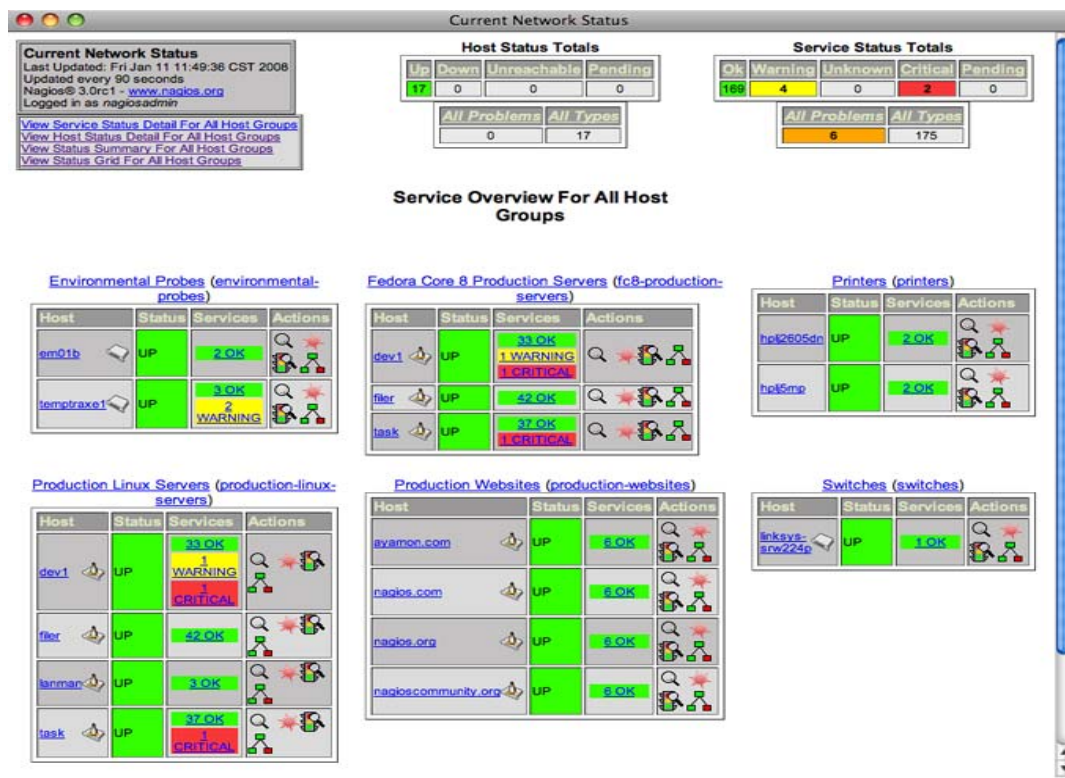 Current Network Status
Current Network Status
Last Updated: Fri Jan 11 11:49:36 CST 2008
Updated every 90 seconds
Nagios® 3.0rc1 - www.nagios.org
Logged in as nagiosadmin
View Service Status Detail For All Host Groups
View Host Status Detail For All Host Groups
View Status Summary For All Host Groups
View Status Grid For All Host Groups
Host Status Totals
Up Down Unreachable Pending
17 0 0 0
All Problems All Types
0 17
Service Status Totals
Ok Warning Unknown Critical Pending
169 4 0 2 0
All Problems All Types
6 175
Service Overview For All Host
Groups
Environmental Probes (environmental-
probes)
Host Status Services Actions
em01b UP 2 OK
temptraxe1 UP 3 OK
2
WARNING
Fedora Core 8 Production Servers (fc8-production-
servers)
Host Status Services Actions
dev1 UP 33 OK
1 WARNING
1 CRITICAL
filer UP 42 OK
task UP 37 OK
1 CRITICAL
Printers (printers)
Host Status Services Actions
hplj2605dn UP 2 OK
hplj5mp UP 2 OK
Production Linux Servers (production-linux-
servers)
Host Status Services Actions
dev1 UP 33 OK
1
WARNING
1
CRITICAL
filer UP 42 OK
lanman UP 3 OK
task UP 37 OK
1
CRITICAL
Production Websites (production-websites)
Host Status Services Actions
ayamon.com UP 6 OK
nagios.com UP 6 OK
nagios.org UP 6 OK
nagioscommunity.org UP 6 OK
Switches (switches)
Host Status Services Actions
linksys-
srw224p UP 1 OK